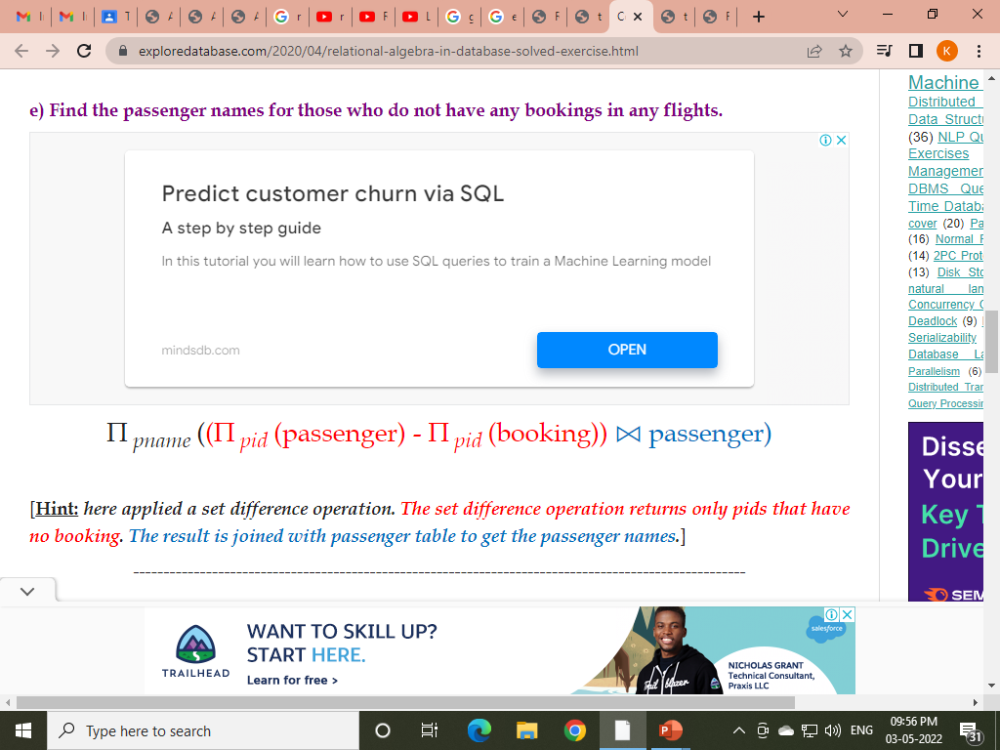 M I
M I
T
A
A
A
G r
r
F
L
G g
G e
F
t
C
t
F
exploredatabase.com/2020/04/relational-algebra-in-database-solved-exercise.html
K
e) Find the passenger names for those who do not have any bookings in any flights.
Predict customer churn via SQL
A step by step guide
In this tutorial you will learn how to use SQL queries to train a Machine Learning model
mindsdb.com
OPEN
Π pname ((Π pid (passenger) - Π pid (booking)) ⋈ passenger)
[Hint: here applied a set difference operation. The set difference operation returns only pids that have
no booking. The result is joined with passenger table to get the passenger names.]
Machine
Distributed
Data Struct
(36) NLP Qu
Exercises
Managemen
DBMS Que
Time Databa
cover (20) Pa
(16) Normal F
(14) 2PC Prot
(13) Disk Sto
natural lan
Concurrency C
Deadlock (9)
Serializability
Database La
Parallelism (6)
Distributed Tran
Query Processin
Disse
Your
Key T
Drive
SEM
TRAILHEAD
WANT TO SKILL UP?
START HERE.
Learn for free >
Trail blazer
salesforce
NICHOLAS GRANT
Technical Consultant,
Praxis LLC
Type here to search
P
ENG
09:56 PM
03-05-2022
31